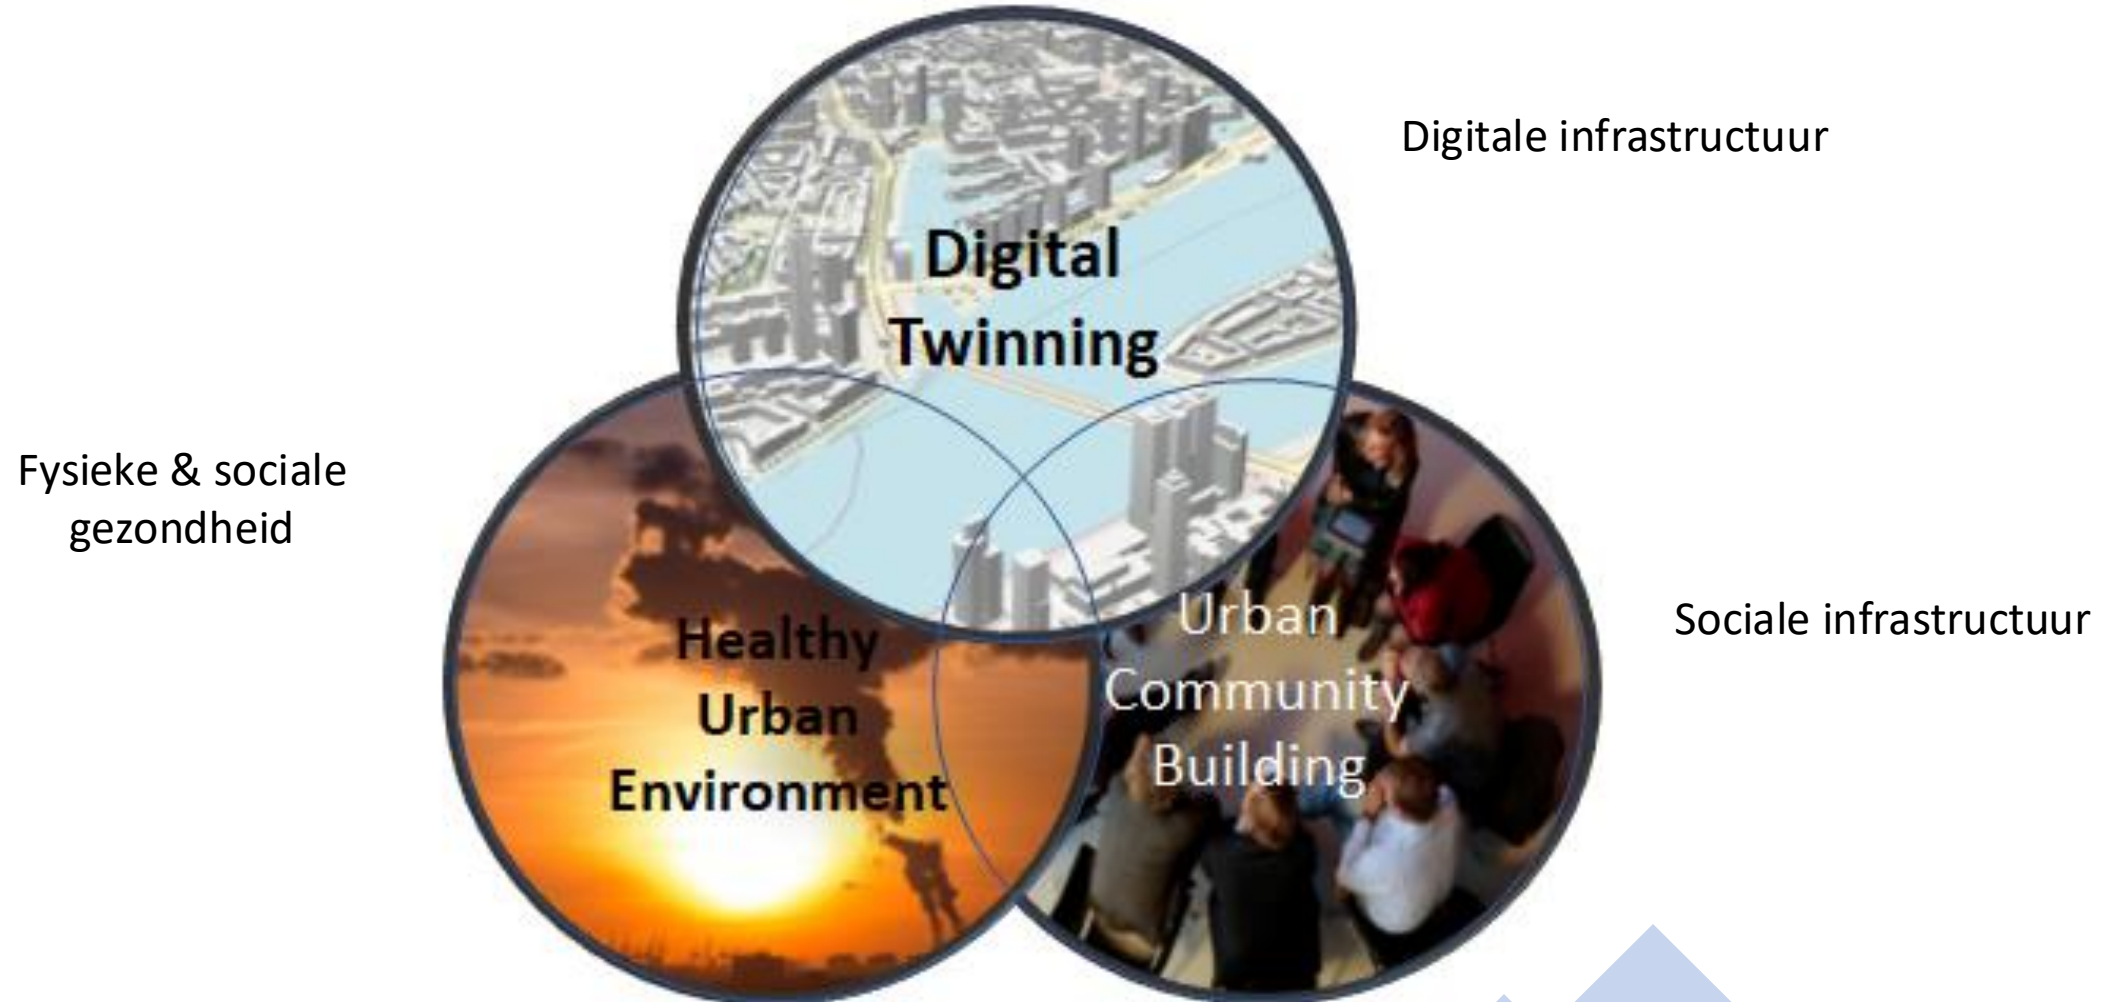 Digitale infrastructuur
Digital
Twinning
Fysieke & sociale
gezondheid
Healthy
Urban
Environment
Urban
Community
Building
Sociale infrastructuur